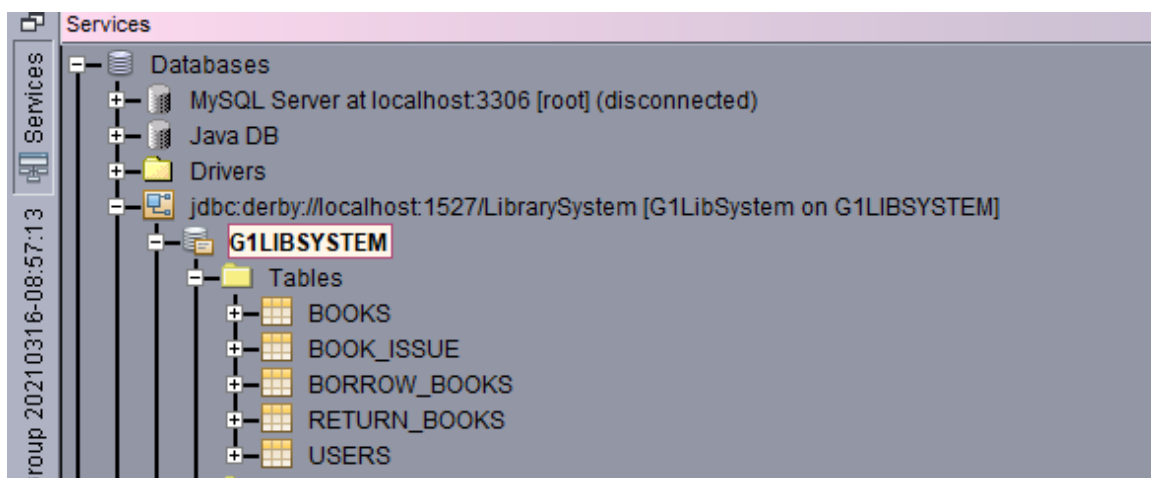 Services
Databases
MySQL Server at localhost:3306 [root] (disconnected)
Java DB
Drivers
jdbc:derby://localhost:1527/LibrarySystem [G1LibSystem on G1LIBSYSTEM]
G1LIBSYSTEM
Tables
BOOKS
BOOK_ISSUE
BORROW_BOOKS
RETURN_BOOKS
USERS
Services
20210316-08:57:13